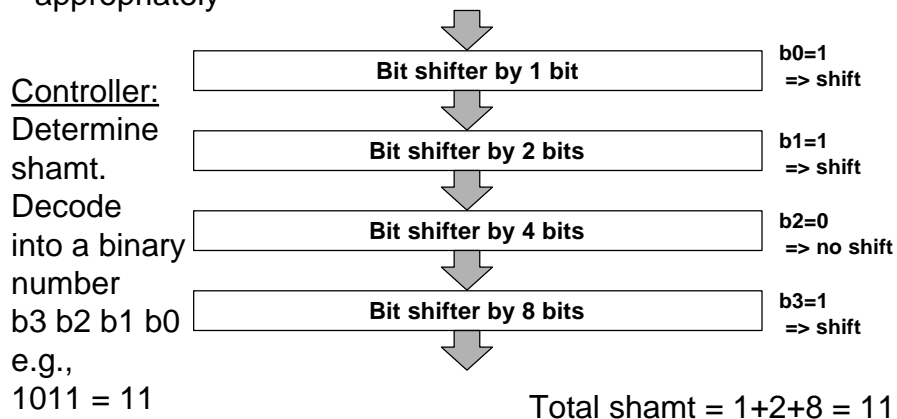 appropriately
Bit shifter by 1 bit
b0=1
=> shift
Controller:
Determine
shamt.
Decode
into a binary
number
b3 b2 b1 b0
e.g.,
1011 = 11
Bit shifter by 2 bits
b1=1
=> shift
Bit shifter by 4 bits
b2=0
=> no shift
Bit shifter by 8 bits
b3=1
=> shift
Total shamt = 1+2+8 = 11